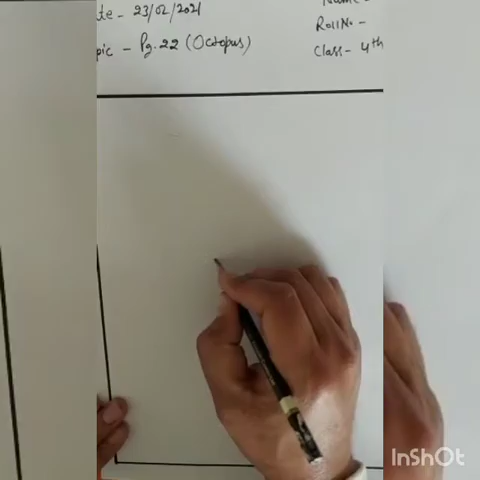 te - 23/02/2021
Roll No -
pic - Pg. 22 (Octopus)
Class - 4th
InShOt